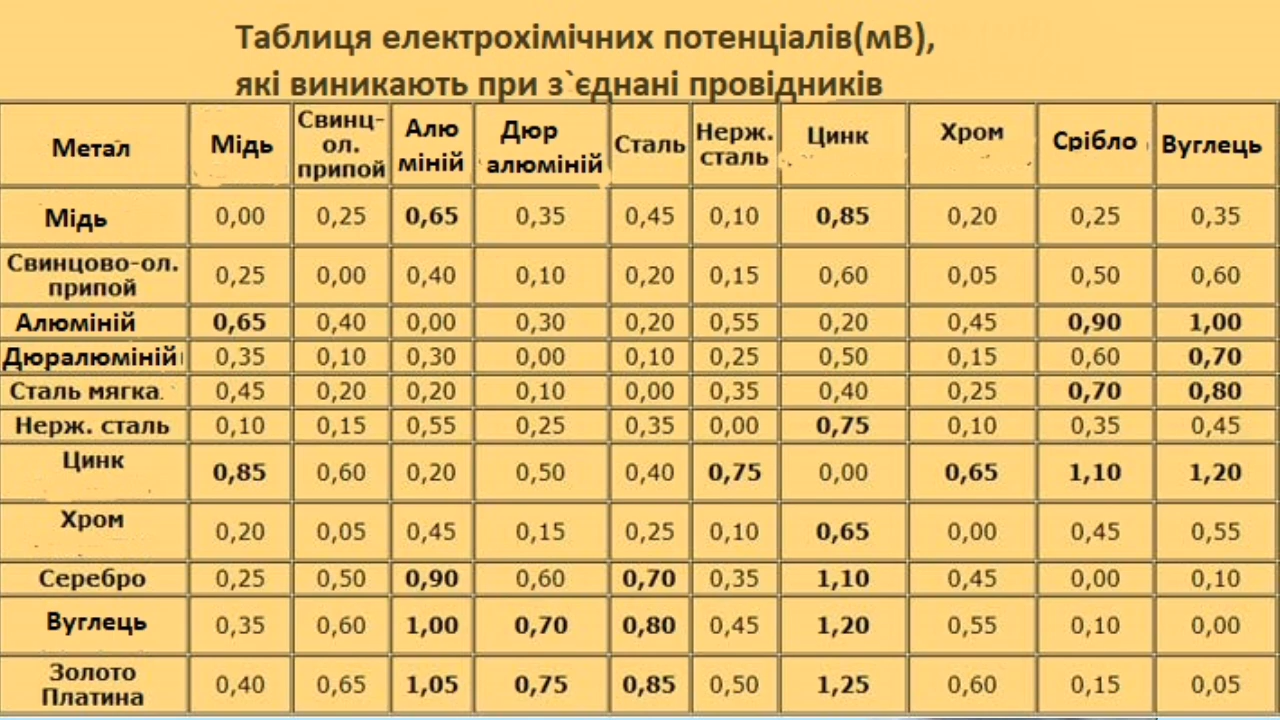 Таблиця електрохімічних потенціалів(мВ),
які виникають при з`єднані провідників
Метал Мідь Свинц-ол. припой Алю міній Дюр алюміній Сталь Нерж. сталь Цинк Хром Срібло Вуглець
Мідь 0,00 0,25 0,65 0,35 0,45 0,10 0,85 0,20 0,25 0,35
Свинцово-ол. припой 0,25 0,00 0,40 0,10 0,20 0,15 0,60 0,05 0,50 0,60
Алюміній 0,65 0,40 0,00 0,30 0,20 0,55 0,20 0,45 0,90 1,00
Дюралюміній 0,35 0,10 0,30 0,00 0,10 0,25 0,50 0,15 0,60 0,70
Сталь мягка. 0,45 0,20 0,20 0,10 0,00 0,35 0,40 0,25 0,70 0,80
Нерж. сталь 0,10 0,15 0,55 0,25 0,35 0,00 0,75 0,10 0,35 0,45
Цинк 0,85 0,60 0,20 0,50 0,40 0,75 0,00 0,65 1,10 1,20
Хром 0,20 0,05 0,45 0,15 0,25 0,10 0,65 0,00 0,45 0,55
Серебро 0,25 0,50 0,90 0,60 0,70 0,35 1,10 0,45 0,00 0,10
Вуглець 0,35 0,60 1,00 0,70 0,80 0,45 1,20 0,55 0,10 0,00
Золото Платина 0,40 0,65 1,05 0,75 0,85 0,50 1,25 0,60 0,15 0,05